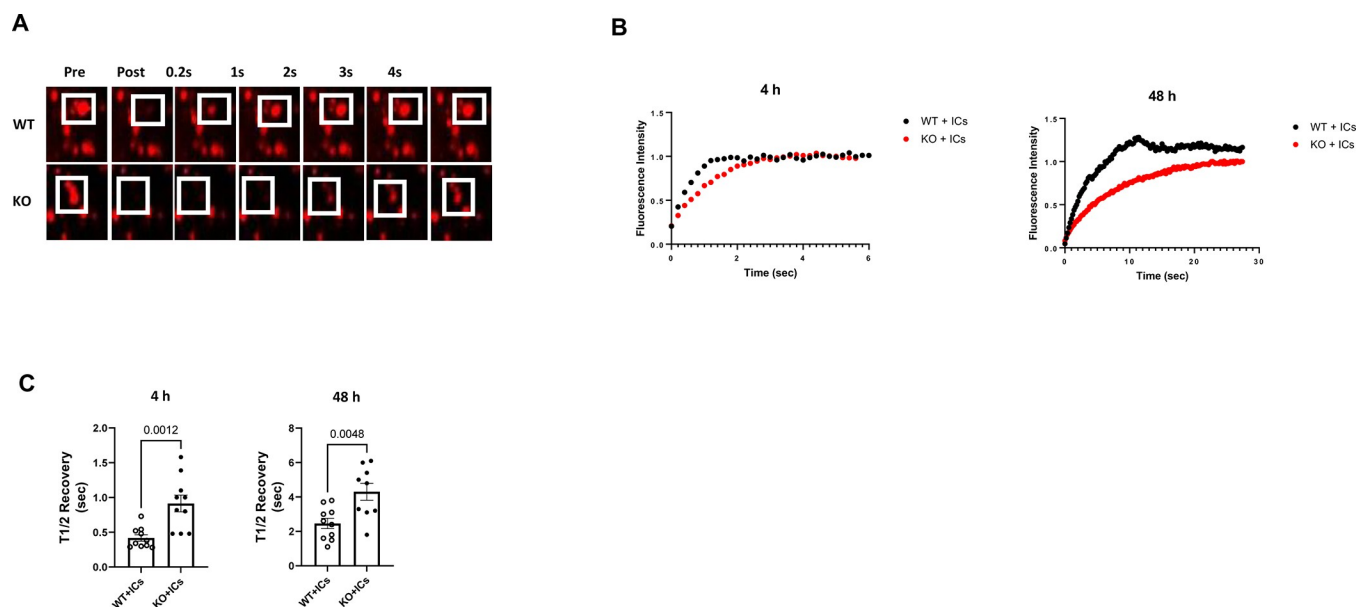 A
Pre Post 0.2s 1s 2s 3s 4s
WT
KO
B
4 h
Fluorescence Intensity
1.5
1.0
0.5
0.0
0 2 4 6
Time (sec)
WT + ICs
KO + ICs
48 h
Fluorescence Intensity
1.5
1.0
0.5
0.0
0 10 20 30
Time (sec)
WT + ICs
KO + ICs
C
4 h
T1/2 Recovery
(sec)
2.0
1.5
1.0
0.5
0.0
0.0012
WT+ICs
KO+ICs
48 h
T1/2 Recovery
(sec)
8
6
4
2
0
0.0048
WT+ICs
KO+ICs